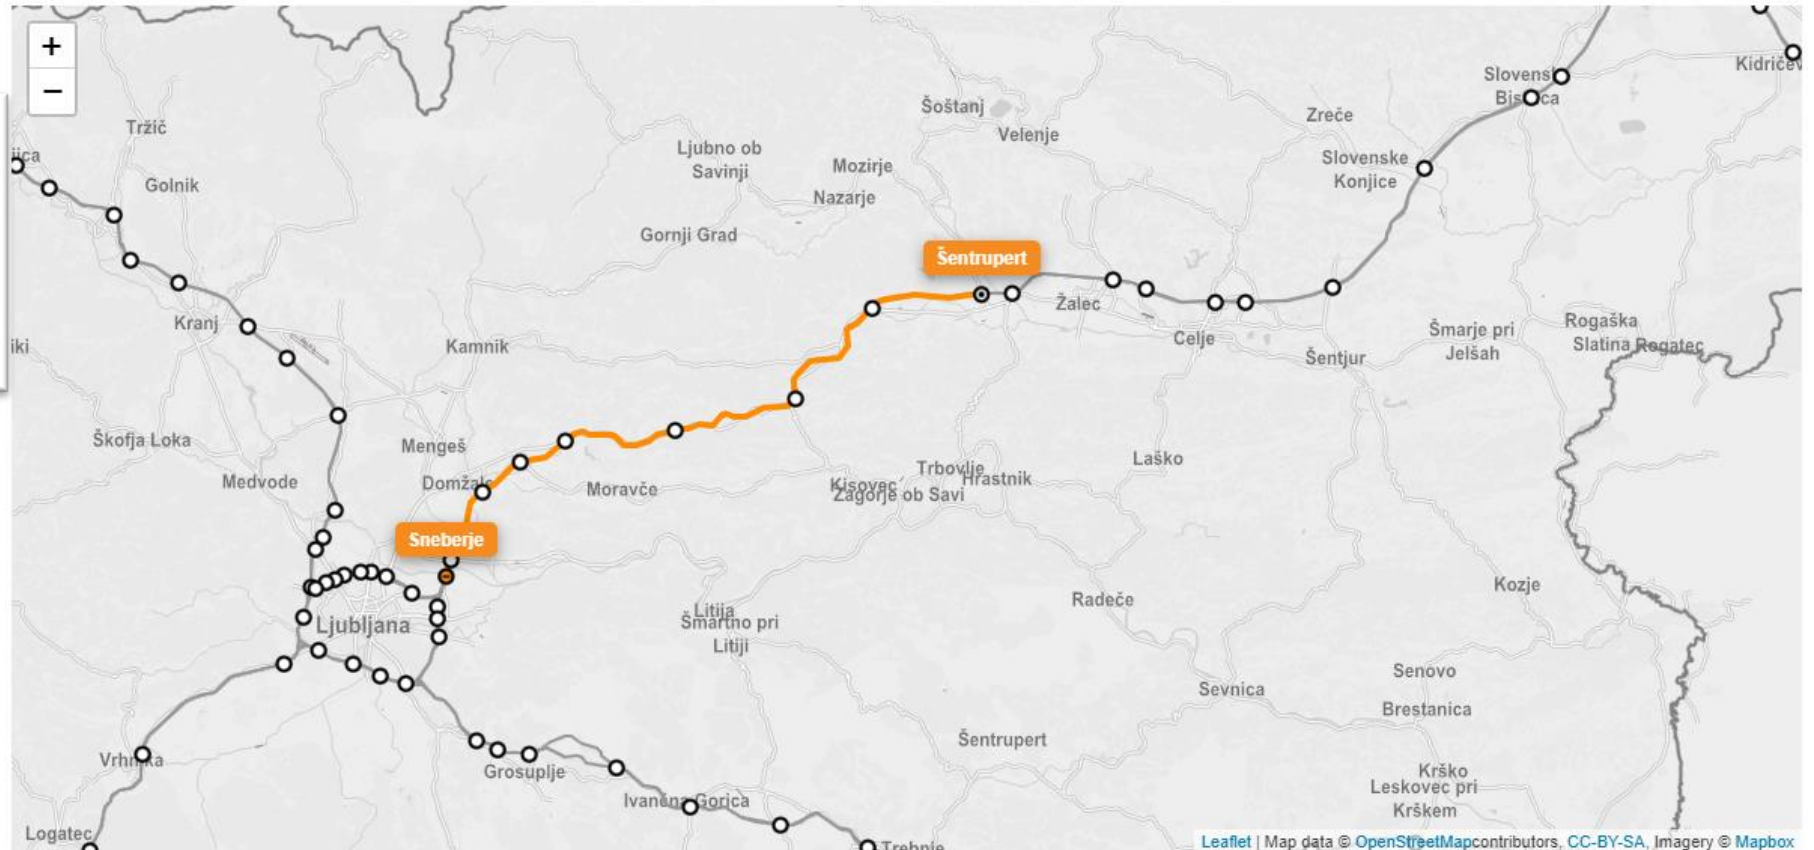 +
−
Tržič
Golnik
Kranj
Škofja Loka
Medvode
Mengeš
Kamnik
Domžale
Moravče
Ljubno ob
Savinji
Mozirje
Nazarje
Gornji Grad
Šoštanj
Velenje
Šentrupert
Žalec
Celje
Zreče
Slovenske
Konjice
Šentjur
Šmarje pri
Jelšah
Rogaška
Slatina Rogatec
Sneberje
Ljubljana
Kisovec
Trbovlje
Hrastnik
Zagorje ob Savi
Laško
Litija
Šmartno pri
Litiji
Radeče
Kozje
Sevnica
Senovo
Brestanica
Krško
Leskovec pri
Krškem
Šentrupert
Vrhnika
Grosuplje
Ivančna Gorica
Logatec
Trebnje
Leaflet | Map data © OpenStreetMapcontributors, CC-BY-SA, Imagery © Mapbox